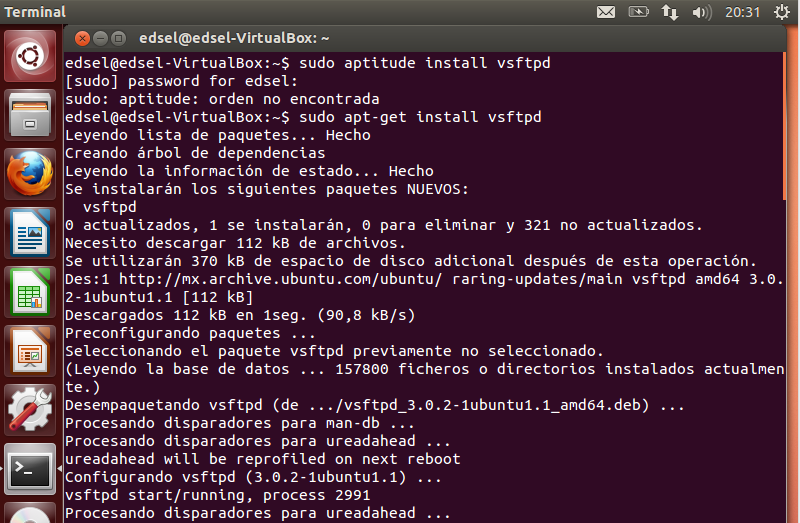 Terminal
20:31
edsel@edsel-VirtualBox: ~
edsel@edsel-VirtualBox:~$ sudo aptitude install vsftpd
[sudo] password for edsel:
sudo: aptitude: orden no encontrada
edsel@edsel-VirtualBox:~$ sudo apt-get install vsftpd
Leyendo lista de paquetes... Hecho
Creando árbol de dependencias
Leyendo la información de estado... Hecho
Se instalarán los siguientes paquetes NUEVOS:
  vsftpd
0 actualizados, 1 se instalarán, 0 para eliminar y 321 no actualizados.
Necesito descargar 112 kB de archivos.
Se utilizarán 370 kB de espacio de disco adicional después de esta operación.
Des:1 http://mx.archive.ubuntu.com/ubuntu/ raring-updates/main vsftpd amd64 3.0.
2-1ubuntu1.1 [112 kB]
Descargados 112 kB en 1seg. (90,8 kB/s)
Preconfigurando paquetes ...
Seleccionando el paquete vsftpd previamente no seleccionado.
(Leyendo la base de datos ... 157800 ficheros o directorios instalados actualmen
te.)
Desempaquetando vsftpd (de .../vsftpd_3.0.2-1ubuntu1.1_amd64.deb) ...
Procesando disparadores para man-db ...
Procesando disparadores para ureadahead ...
ureadahead will be reprofiled on next reboot
Configurando vsftpd (3.0.2-1ubuntu1.1) ...
vsftpd start/running, process 2991
Procesando disparadores para ureadahead ...